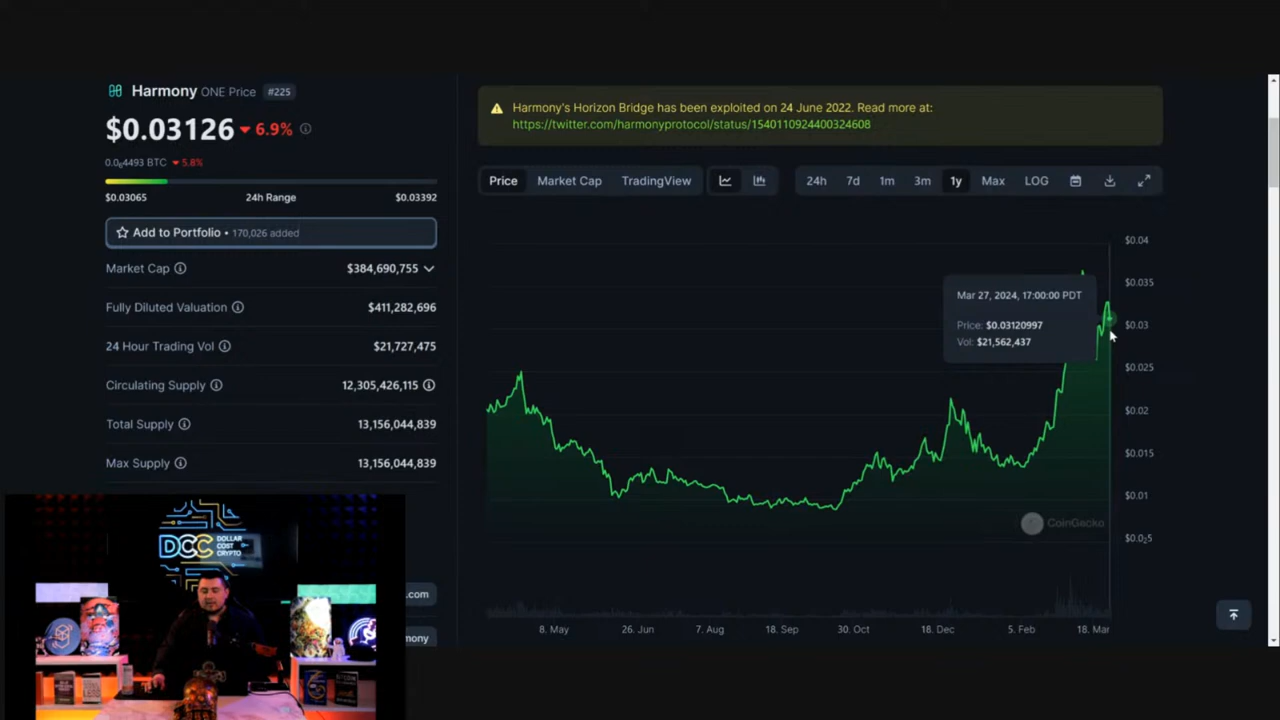 Harmony ONE Price #225
$0.03126 6.9%
0.0₆4493 BTC 5.8%
$0.03065 24h Range $0.03392
Add to Portfolio • 170,026 added
Market Cap $384,690,755
Fully Diluted Valuation $411,282,696
24 Hour Trading Vol $21,727,475
Circulating Supply 12,305,426,115
Total Supply 13,156,044,839
Max Supply 13,156,044,839
.com
mony
DCC DOLLAR
COST
CRYPTO
Harmony's Horizon Bridge has been exploited on 24 June 2022. Read more at:
https://twitter.com/harmonyprotocol/status/1540110924400324608
Price Market Cap TradingView 24h 7d 1m 3m 1y Max LOG
$0.04
$0.035
$0.03
$0.025
$0.02
$0.015
$0.01
$0.0₂5
Mar 27, 2024, 17:00:00 PDT
Price: $0.03120997
Vol: $21,562,437
CoinGecko
8. May 26. Jun 7. Aug 18. Sep 30. Oct 18. Dec 5. Feb 18. Mar